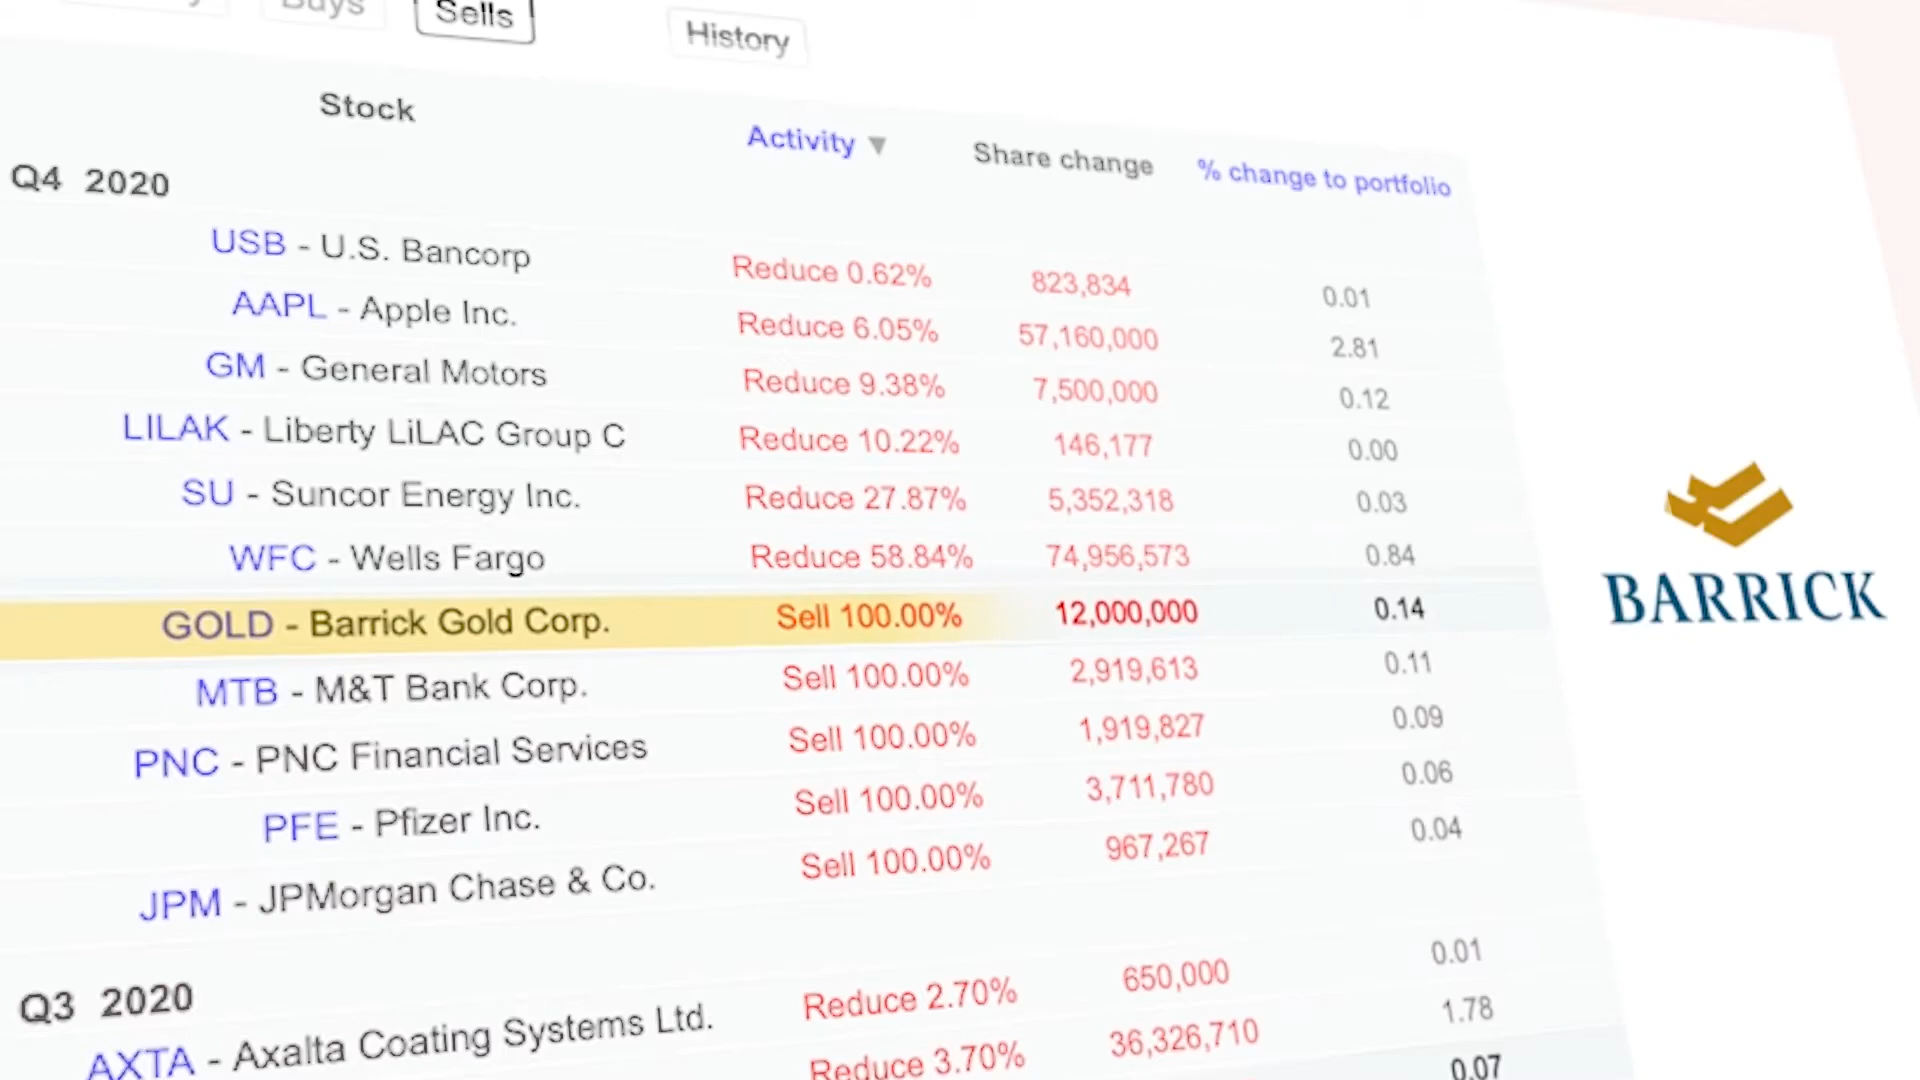 Buys Sells History
Stock Activity ▼ Share change % change to portfolio
Q4 2020
USB - U.S. Bancorp Reduce 0.62% 823,834 0.01
AAPL - Apple Inc. Reduce 6.05% 57,160,000 2.81
GM - General Motors Reduce 9.38% 7,500,000 0.12
LILAK - Liberty LiLAC Group C Reduce 10.22% 146,177 0.00
SU - Suncor Energy Inc. Reduce 27.87% 5,352,318 0.03
WFC - Wells Fargo Reduce 58.84% 74,956,573 0.84
GOLD - Barrick Gold Corp. Sell 100.00% 12,000,000 0.14
MTB - M&T Bank Corp. Sell 100.00% 2,919,613 0.11
PNC - PNC Financial Services Sell 100.00% 1,919,827 0.09
PFE - Pfizer Inc. Sell 100.00% 3,711,780 0.06
JPM - JPMorgan Chase & Co. Sell 100.00% 967,267 0.04
Q3 2020
AXTA - Axalta Coating Systems Ltd. Reduce 2.70% 650,000 0.01
Reduce 3.70% 36,326,710 1.78
0.07
BARRICK